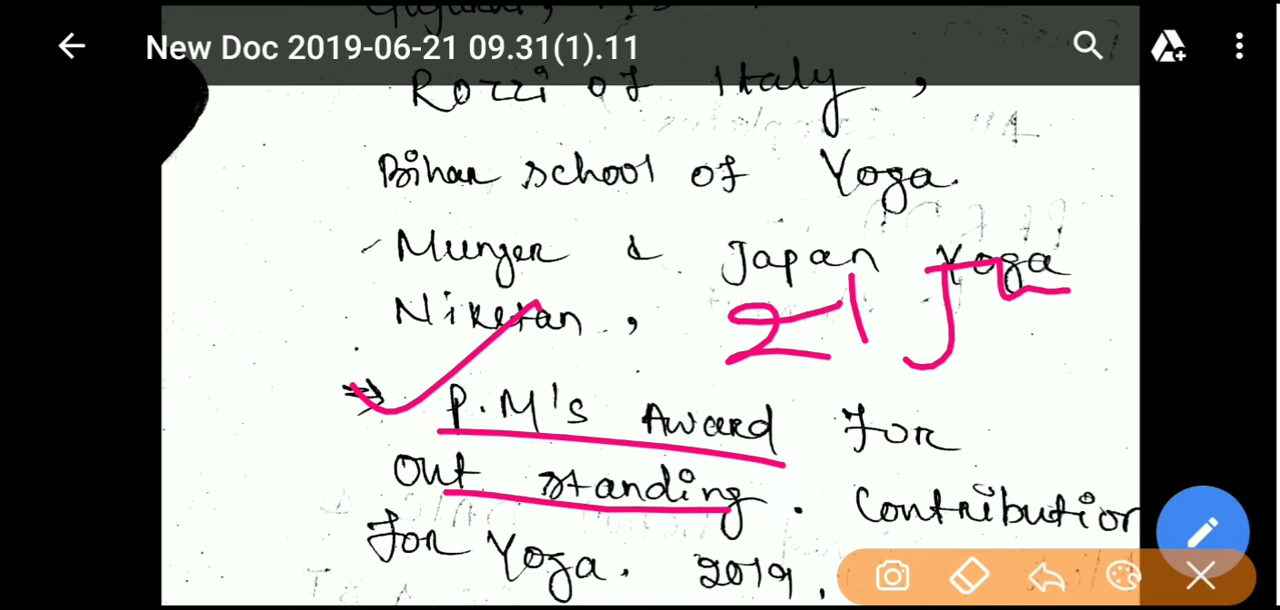 New Doc 2019-06-21 09.31(1).11
Rozzi of Italy,
Bihar school of Yoga.
Munger & Japan Yoga
Niketan,
21 J
⇒ P.M's Award For
Out standing. Contribution
For Yoga. 2019.